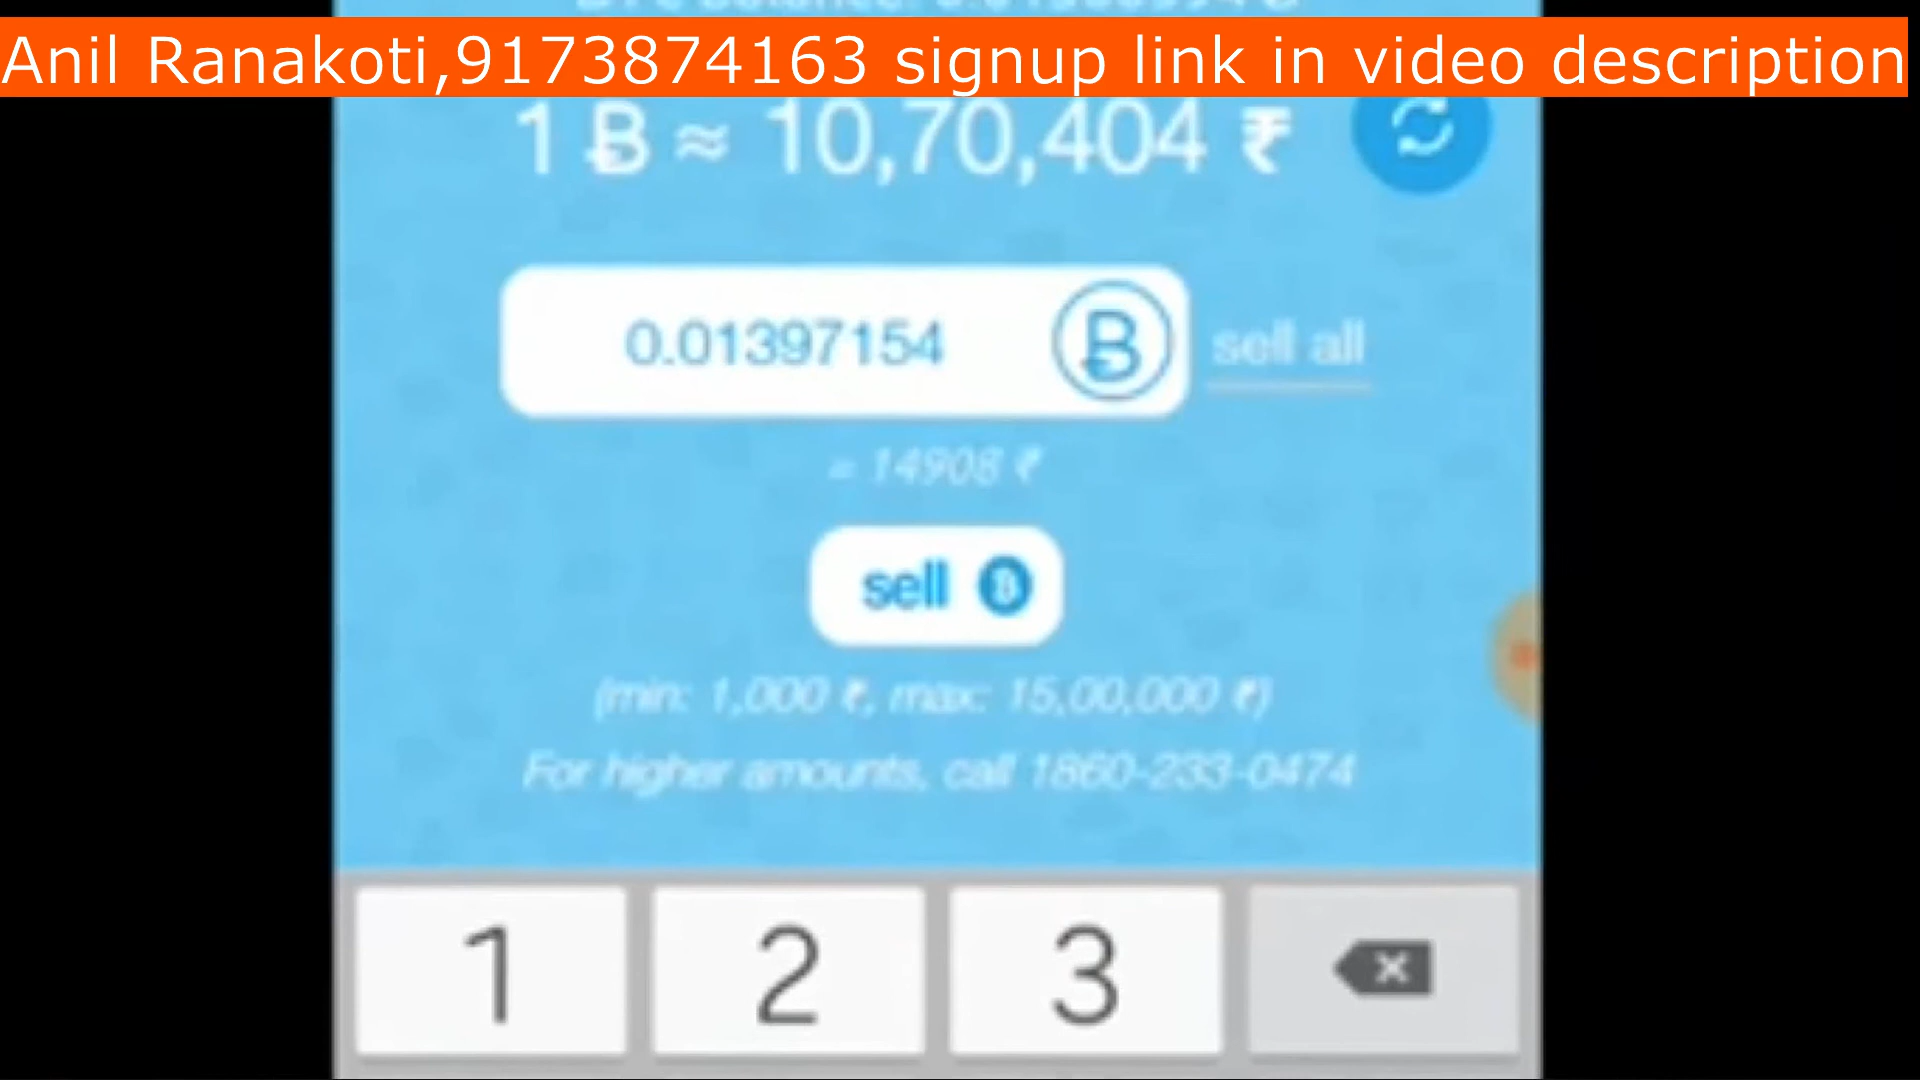 Anil Ranakoti,9173874163 signup link in video description
1 Ƀ ≈ 10,70,404 ₹
0.01397154 Ƀ sell all
= 14908 ₹
sell
(min: 1,000 ₹, max: 15,00,000 ₹)
For higher amounts, call 1860-233-0474
1 2 3